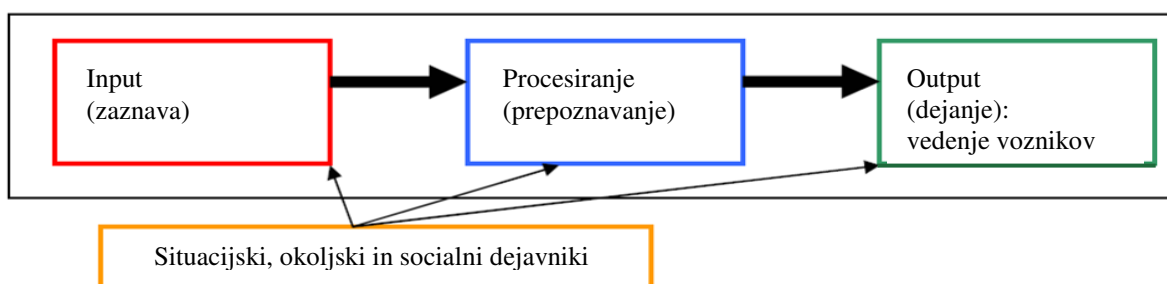 Input
(zaznava)
Procesiranje
(prepoznavanje)
Output
(dejanje):
vedenje voznikov
Situacijski, okoljski in socialni dejavniki